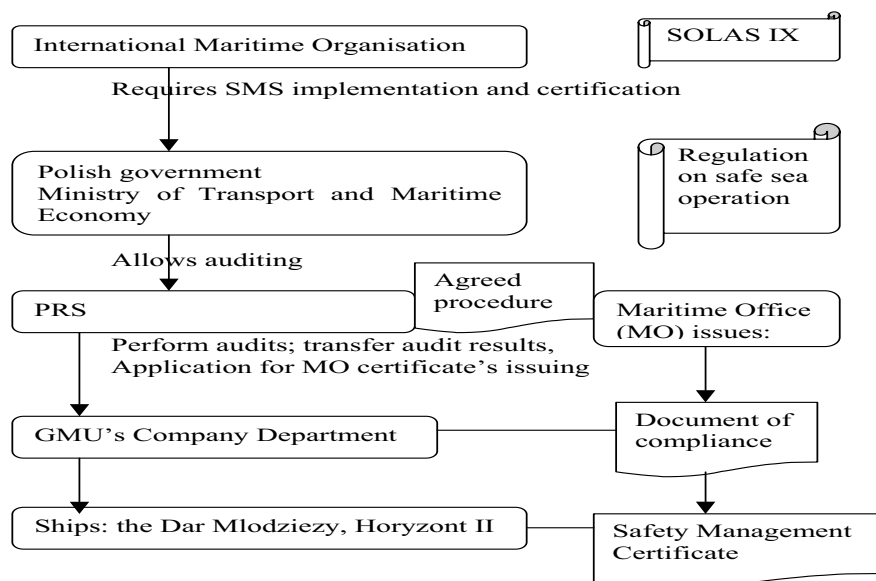 International Maritime Organisation
SOLAS IX
Requires SMS implementation and certification
Polish government
Ministry of Transport and Maritime
Economy
Regulation
on safe sea
operation
Allows auditing
PRS
Agreed
procedure
Maritime Office
(MO) issues:
Perform audits; transfer audit results,
Application for MO certificate’s issuing
GMU’s Company Department
Document of
compliance
Ships: the Dar Mlodziezy, Horyzont II
Safety Management
Certificate